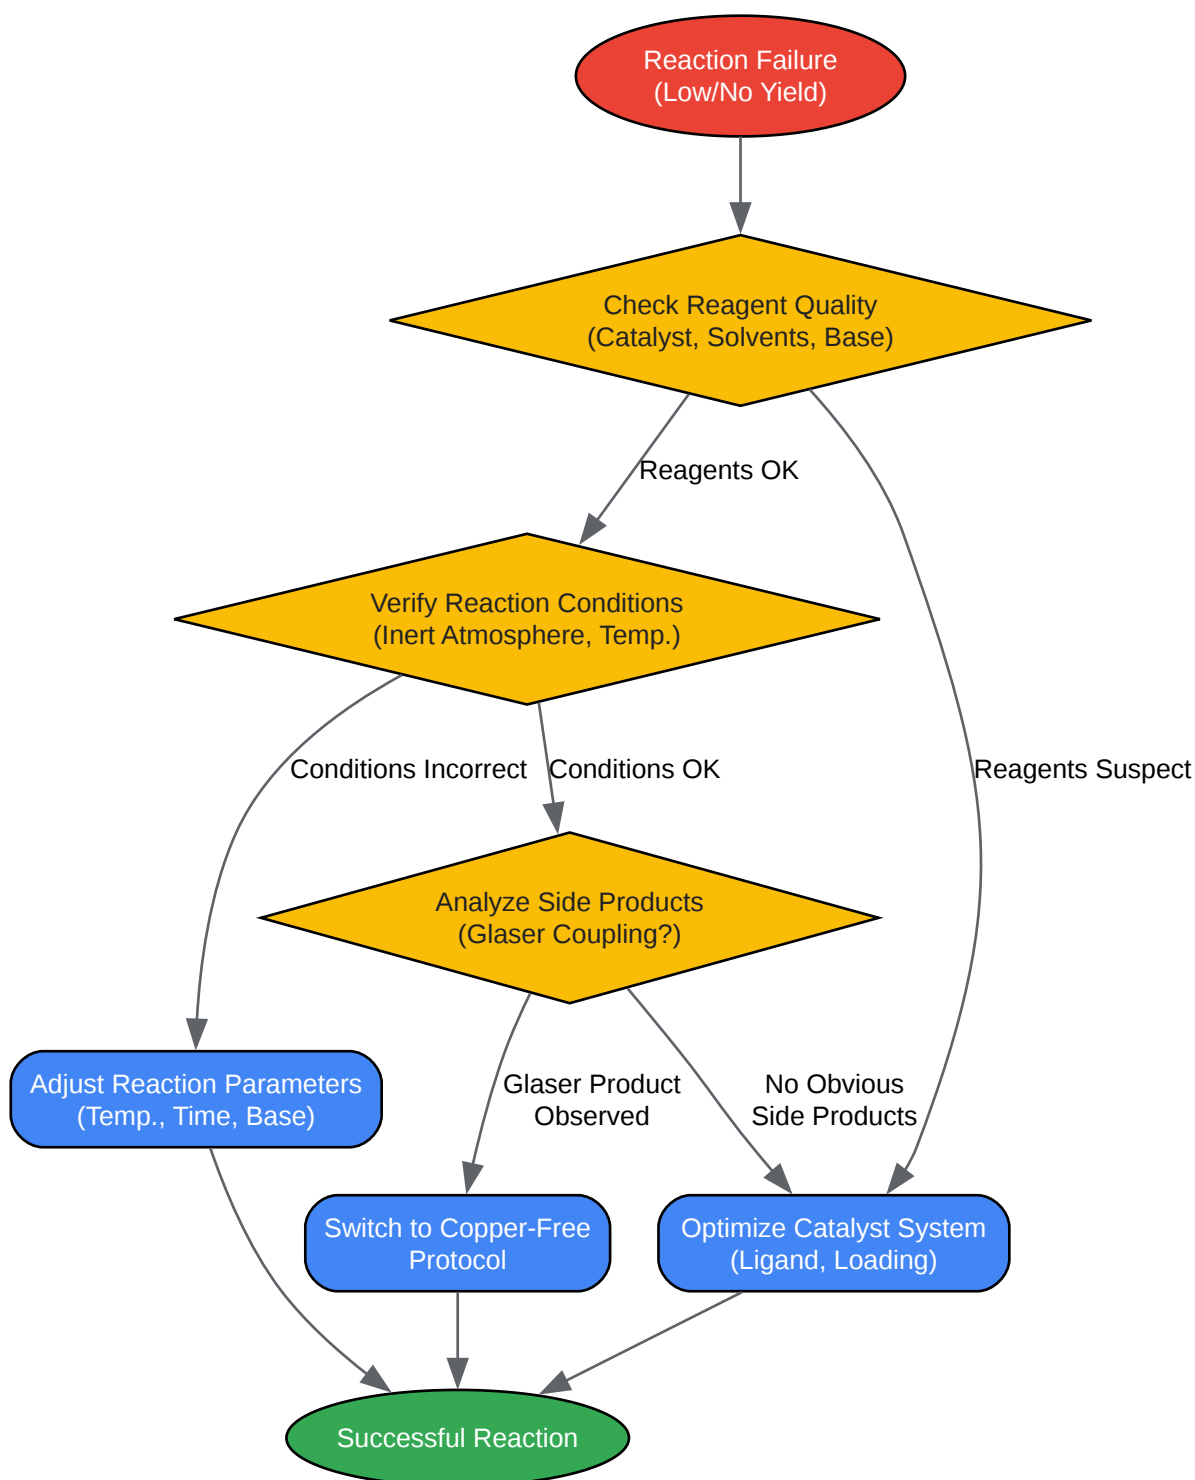 Reaction Failure
(Low/No Yield)
Check Reagent Quality
(Catalyst, Solvents, Base)
Reagents OK
Verify Reaction Conditions
(Inert Atmosphere, Temp.)
Conditions Incorrect
Conditions OK
Reagents Suspect
Analyze Side Products
(Glaser Coupling?)
Adjust Reaction Parameters
(Temp., Time, Base)
Glaser Product
Observed
No Obvious
Side Products
Switch to Copper-Free
Protocol
Optimize Catalyst System
(Ligand, Loading)
Successful Reaction